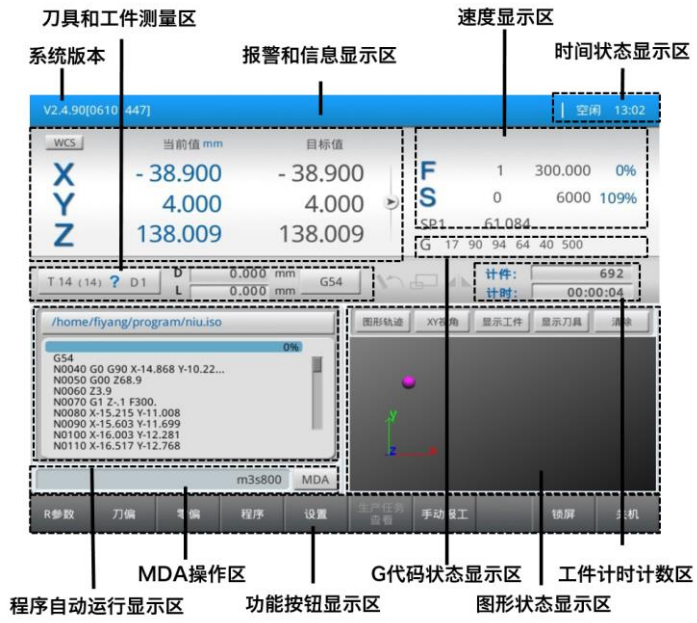 刀具和工件测量区
速度显示区
系统版本
报警和信息显示区
时间状态显示区
V2.4.90[0610 447]
空闲 13:02
WCS 当前值 mm 目标值
X - 38.900 - 38.900
Y 4.000 4.000
Z 138.009 138.009
F 1 300.000 0%
S 0 6000 109%
SP1 61.084
G 17 90 94 64 40 500
T 14 (14) ? D1
D 0.000 mm
L 0.000 mm
G54
计件: 692
计时: 00:00:04
/home/fiyang/program/niu.iso
0%
G54
N0040 G0 G90 X-14.868 Y-10.22...
N0050 G00 Z68.9
N0060 Z3.9
N0070 G1 Z-.1 F300.
N0080 X-15.215 Y-11.008
N0090 X-15.603 Y-11.699
N0100 X-16.003 Y-12.281
N0110 X-16.517 Y-12.768
图形轨迹 XY视角 显示工件 显示刀具 清除
y
z x
m3s800 MDA
R参数 刀偏 零偏 程序 设置 生产任务查看 手动报工 锁屏 关机
MDA操作区
G代码状态显示区
工件计时计数区
程序自动运行显示区
功能按钮显示区
图形状态显示区